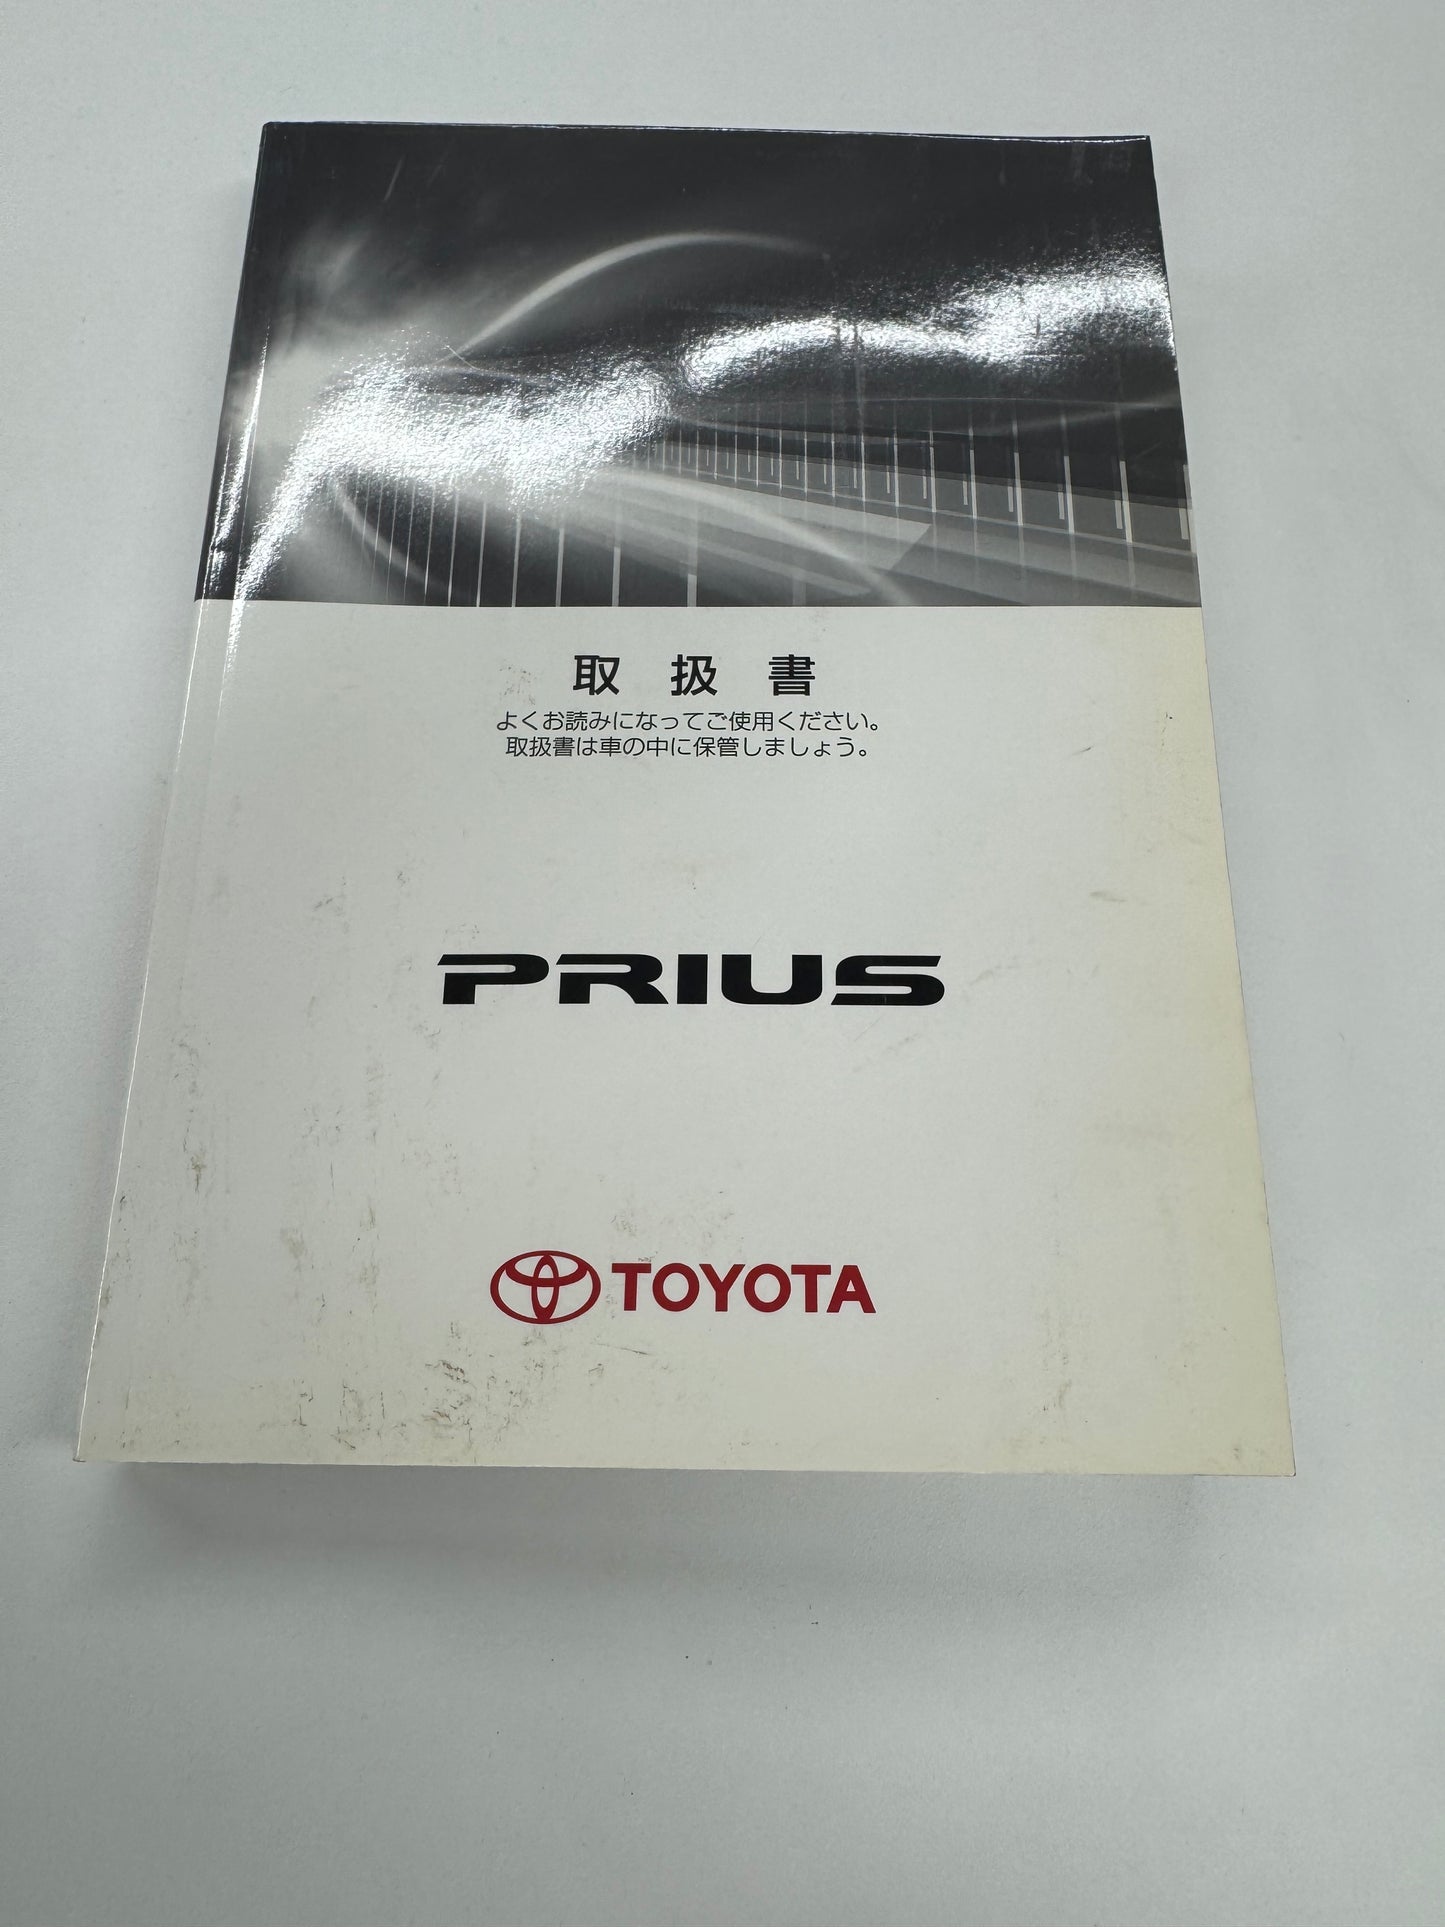 取扱書
よくお読みになってご使用ください。
取扱書は車の中に保管しましょう。
PRIUS
TOYOTA